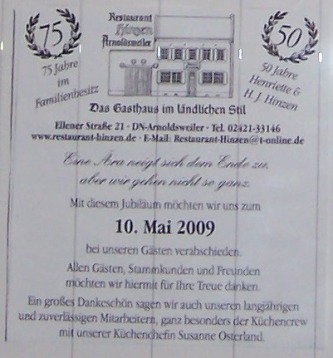 75
75 Jahre
im
Familienbesitz
Restaurant
Hinzen
Arnoldsweiler
50
50 Jahre
Henriette &
H. J. Hinzen
Das Gasthaus im ländlichen Stil
Ellener Straße 21 · DN-Arnoldsweiler · Tel. 02421-33146
www.restaurant-hinzen.de · E-Mail: Restaurant-Hinzen@t-online.de
Eine Ära neigt sich dem Ende zu,
aber wir gehen nicht so ganz.
Mit diesem Jubiläum möchten wir uns zum
10. Mai 2009
bei unseren Gästen verabschieden.
Allen Gästen, Stammkunden und Freunden
möchten wir hiermit für Ihre Treue danken.
Ein großes Dankeschön sagen wir auch unseren langjährigen
und zuverlässigen Mitarbeitern, ganz besonders der Küchencrew
mit unserer Küchenchefin Susanne Osterland.